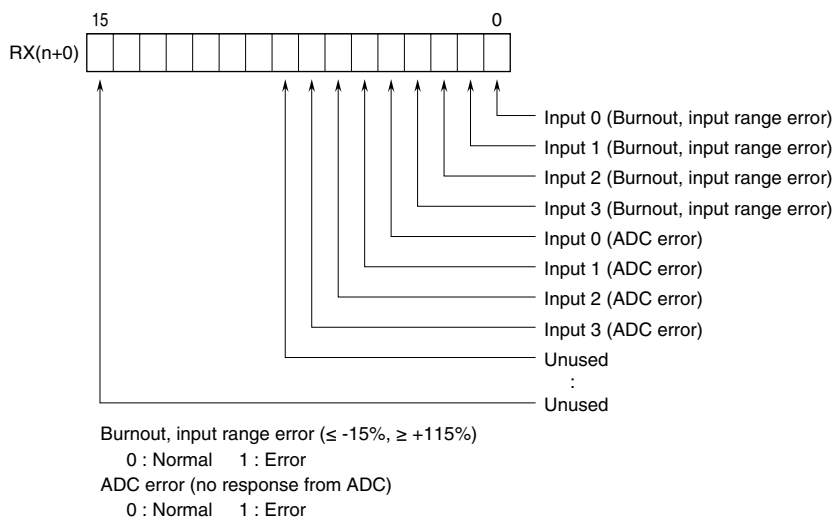 15 0
RX(n+0)
Input 0 (Burnout, input range error)
Input 1 (Burnout, input range error)
Input 2 (Burnout, input range error)
Input 3 (Burnout, input range error)
Input 0 (ADC error)
Input 1 (ADC error)
Input 2 (ADC error)
Input 3 (ADC error)
Unused
:
Unused
Burnout, input range error (≤ -15%, ≥ +115%)
0 : Normal 1 : Error
ADC error (no response from ADC)
0 : Normal 1 : Error